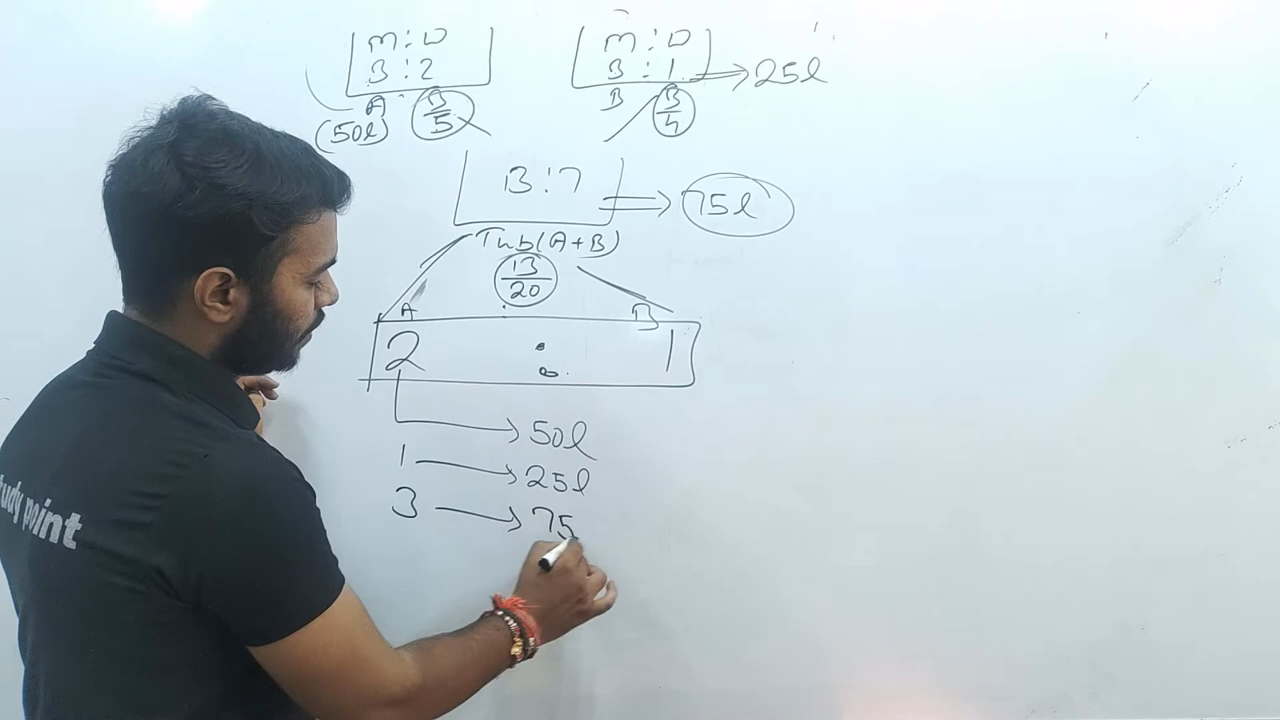 M : D
3 : 2
A
(50l)
3/5
M : D
3 : 1
25l
B
3/4
13 : 7
75l
Tub (A+B)
13/20
A
B
2 : 1
50l
1 → 25l
3 → 75
udy point